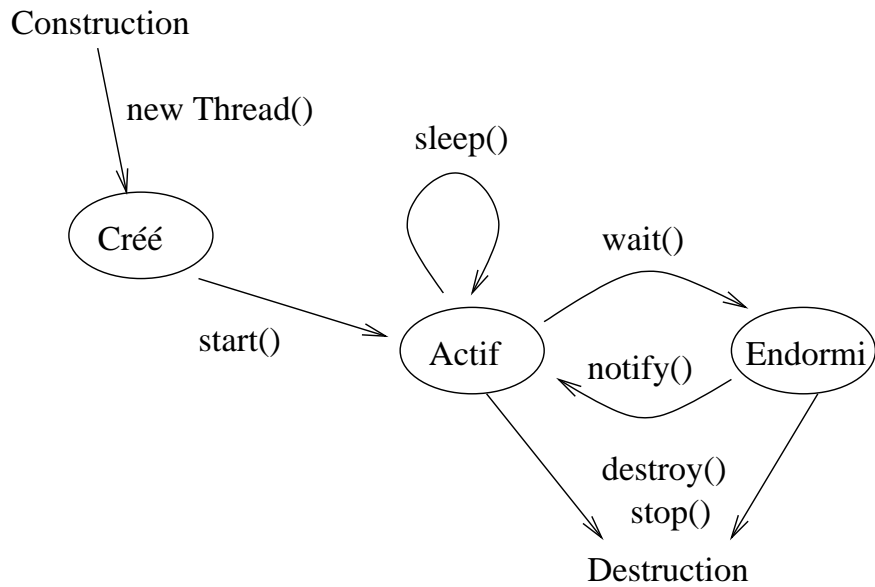 Construction
new Thread()
sleep()
Créé
wait()
start()
Actif
notify()
Endormi
destroy()
stop()
Destruction